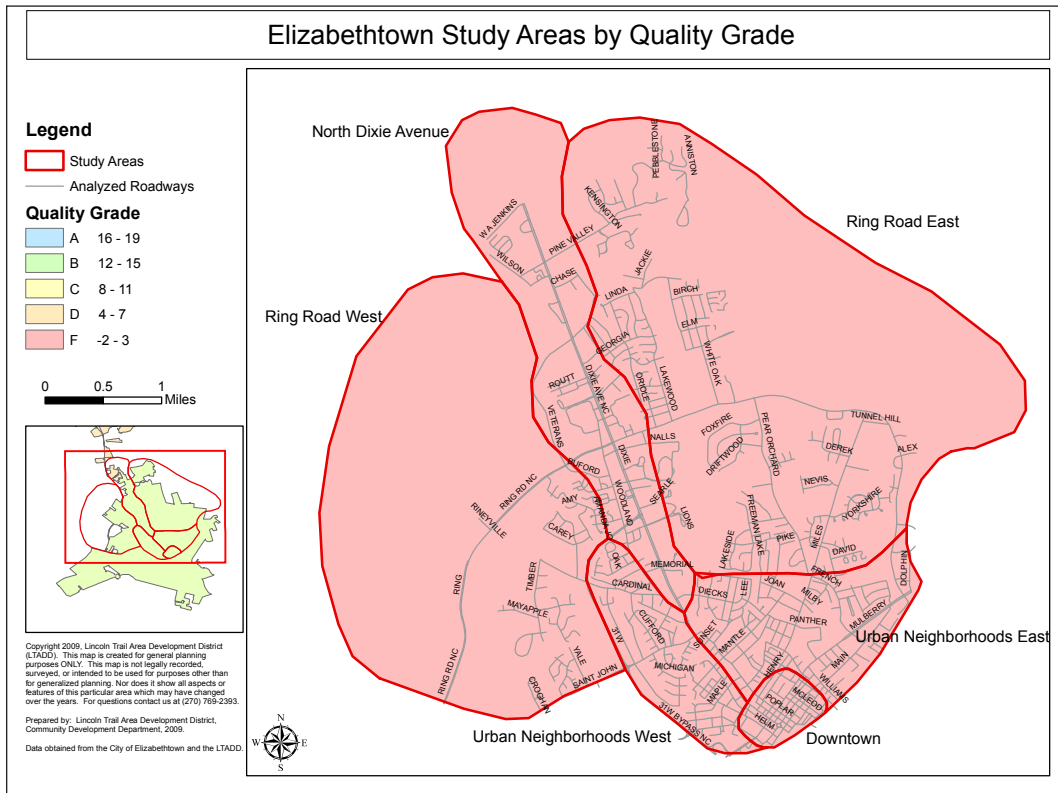 Elizabethtown Study Areas by Quality Grade
Legend
Study Areas
Analyzed Roadways
Quality Grade
A 16 - 19
B 12 - 15
C 8 - 11
D 4 - 7
F -2 - 3
0 0.5 1
Miles
Copyright 2009, Lincoln Trail Area Development District
(LTADD). This map is created for general planning
purposes ONLY. This map is not legally recorded,
surveyed, or intended to be used for purposes other than
for generalized planning. Nor does it show all aspects or
features of this particular area which may have changed
over the years. For questions contact us at (270) 769-2393.
Prepared by: Lincoln Trail Area Development District,
Community Development Department, 2009.
Data obtained from the City of Elizabethtown and the LTADD.
N
W E
S
North Dixie Avenue
Ring Road East
Ring Road West
Urban Neighborhoods East
Urban Neighborhoods West
Downtown
PEBBLESTONE
ANNISTON
KENSINGTON
W A JENKINS
PINE VALLEY
WILSON
CHASE
JACKIE
LINDA
BIRCH
ELM
GEORGIA
WHITE OAK
ROUTT
DIXIE AVE NC
ORIOLE
LAKEWOOD
VETERANS
FOXFIRE
PEAR ORCHARD
TUNNEL HILL
NALLS
DIXIE
DRIFTWOOD
DEREK
ALEX
BUFORD
RING RD NC
WOODLAND
SEARLE
NEVIS
AMY
RINEYVILLE
LIONS
FREEMAN LAKE
YORKSHIRE
CAREY
LAKESIDE
PIKE
MILES
DAVID
OAK
MEMORIAL
FRENCH
DOLPHIN
TIMBER
CARDINAL
DIECKS
LEE
JOAN
MILBY
RING
MAYAPPLE
CLIFFORD
SUNSET
MANTLE
PANTHER
MULBERRY
31W
YALE
MICHIGAN
HENRY
MAIN
SAINT JOHN
MAPLE
WILLIAMS
RING RD NC
CROGHAN
31W BYPASS NC
POPLAR
MCLEOD
HELM